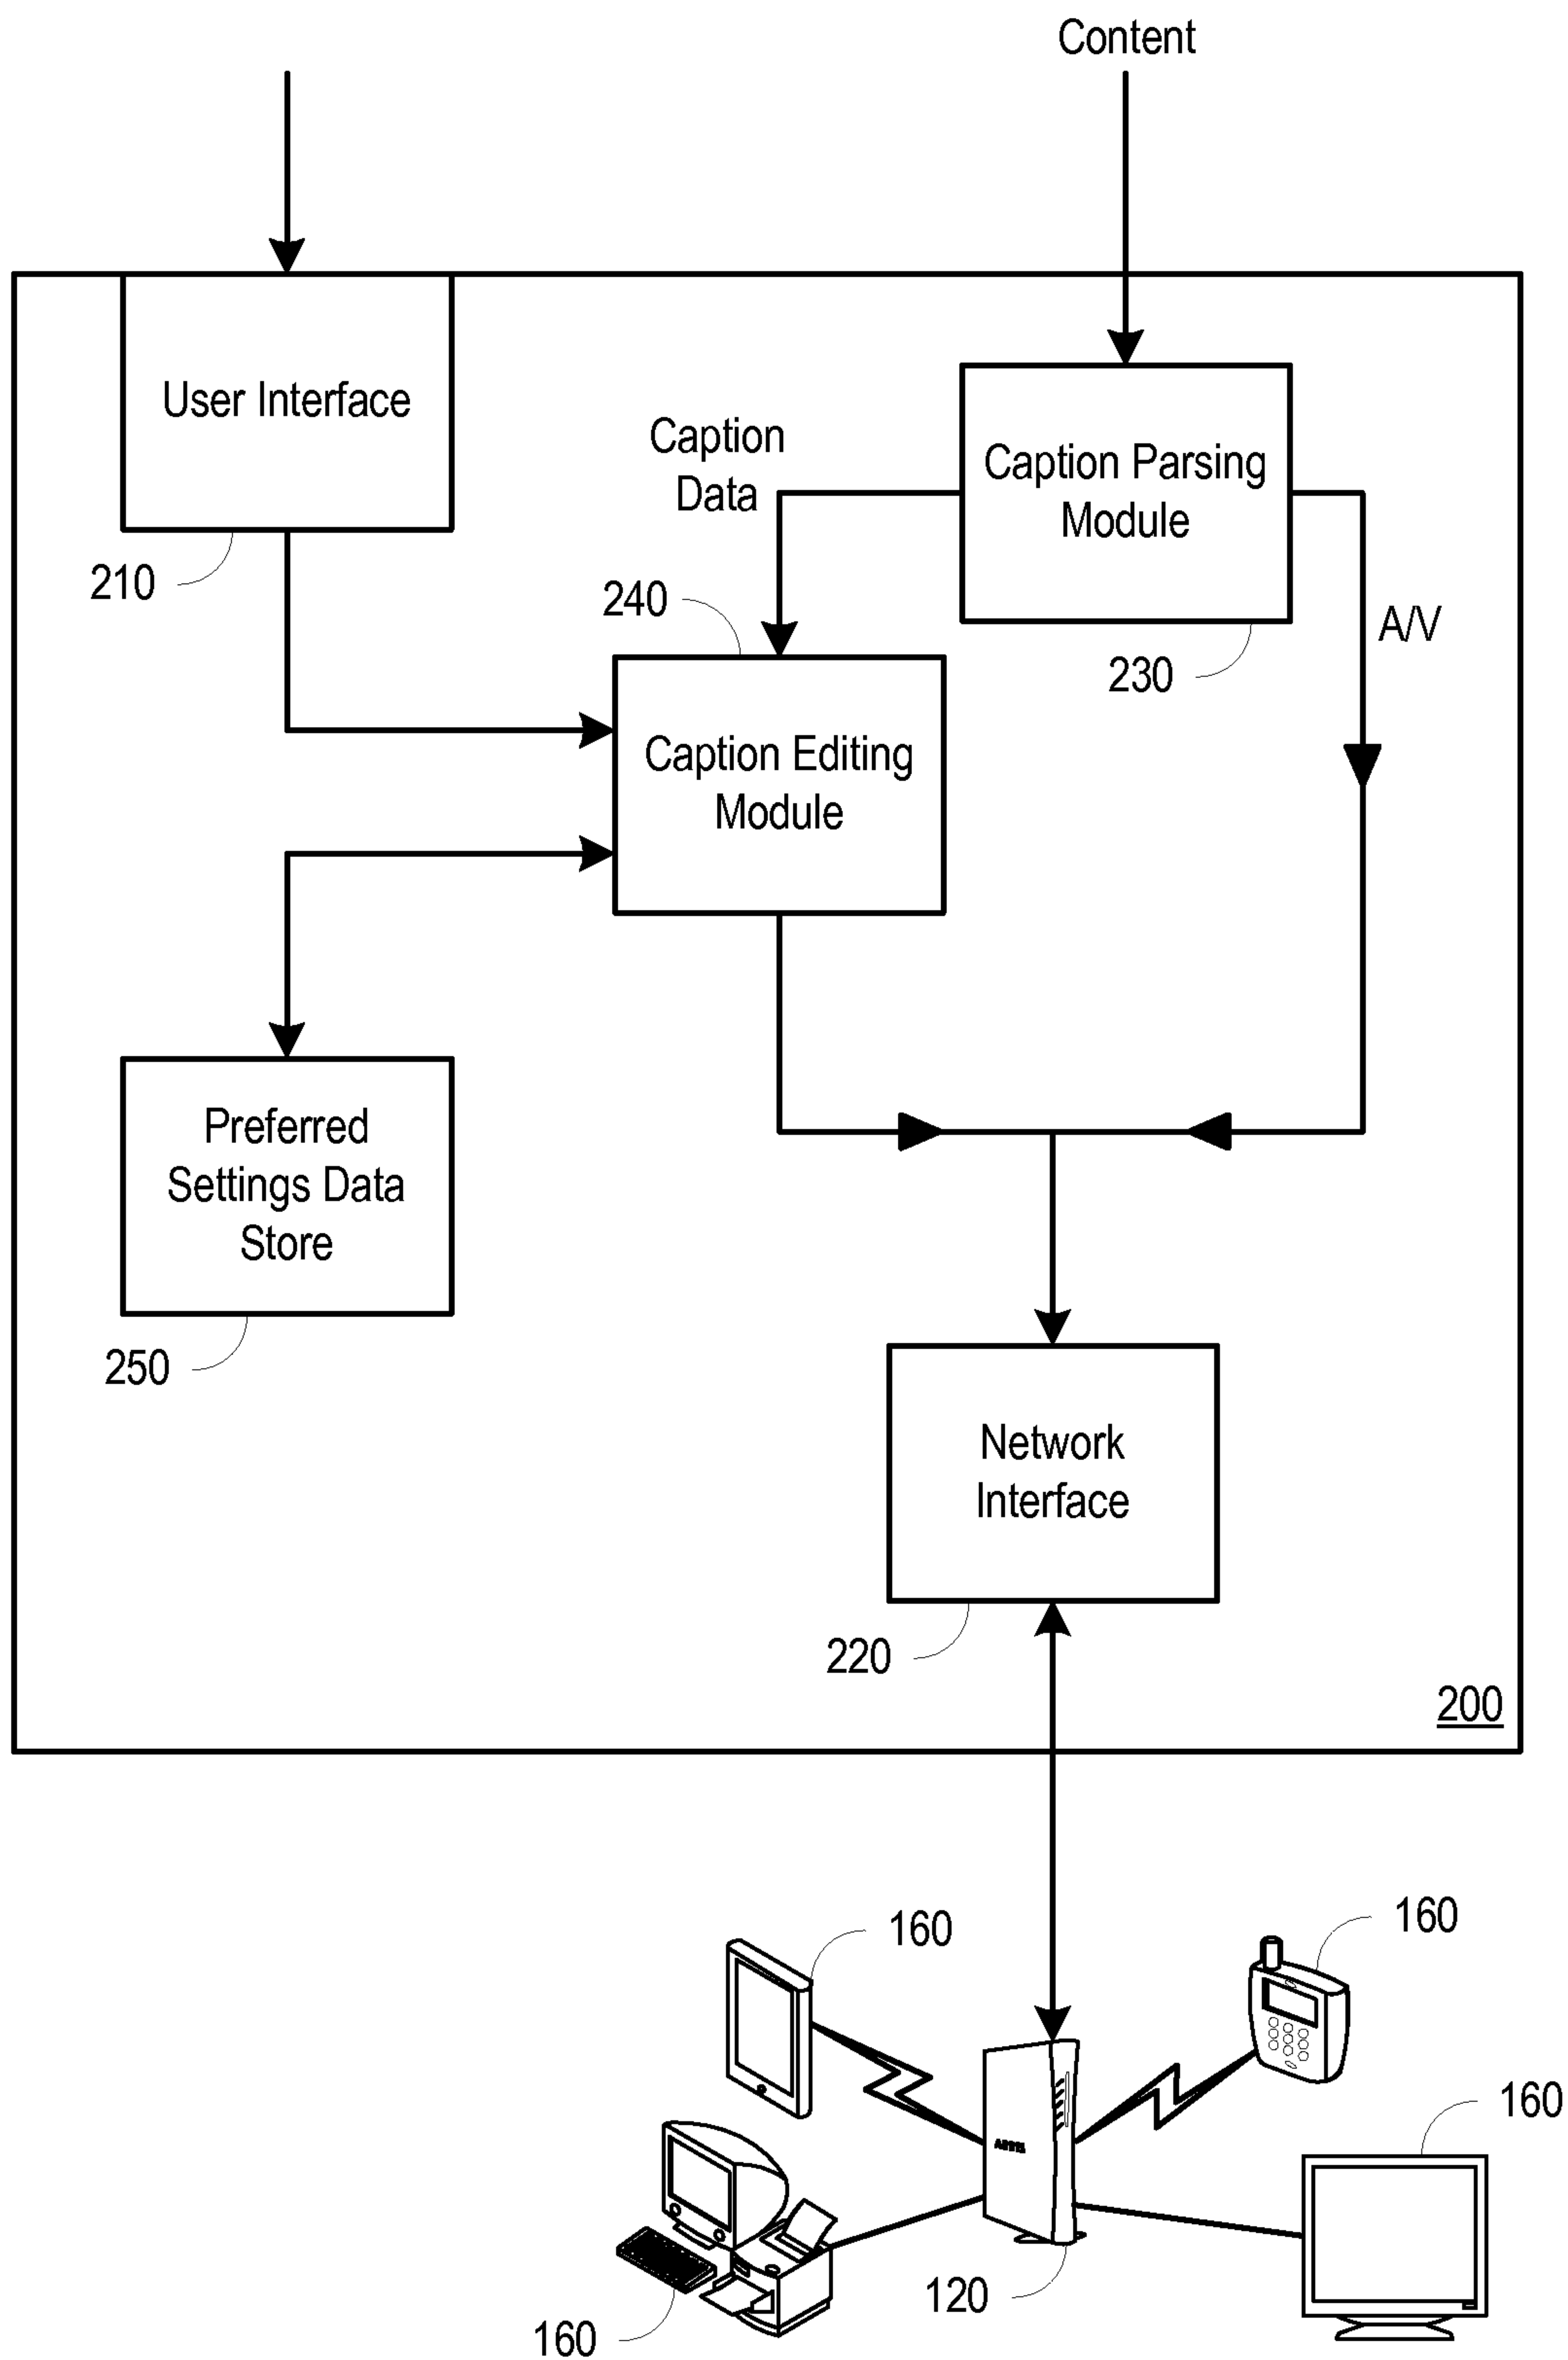 Content
User Interface
Caption
Data
Caption Parsing
Module
210
240
A/V
230
Caption Editing
Module
Preferred
Settings Data
Store
250
Network
Interface
220
200
160
160
160
120
160